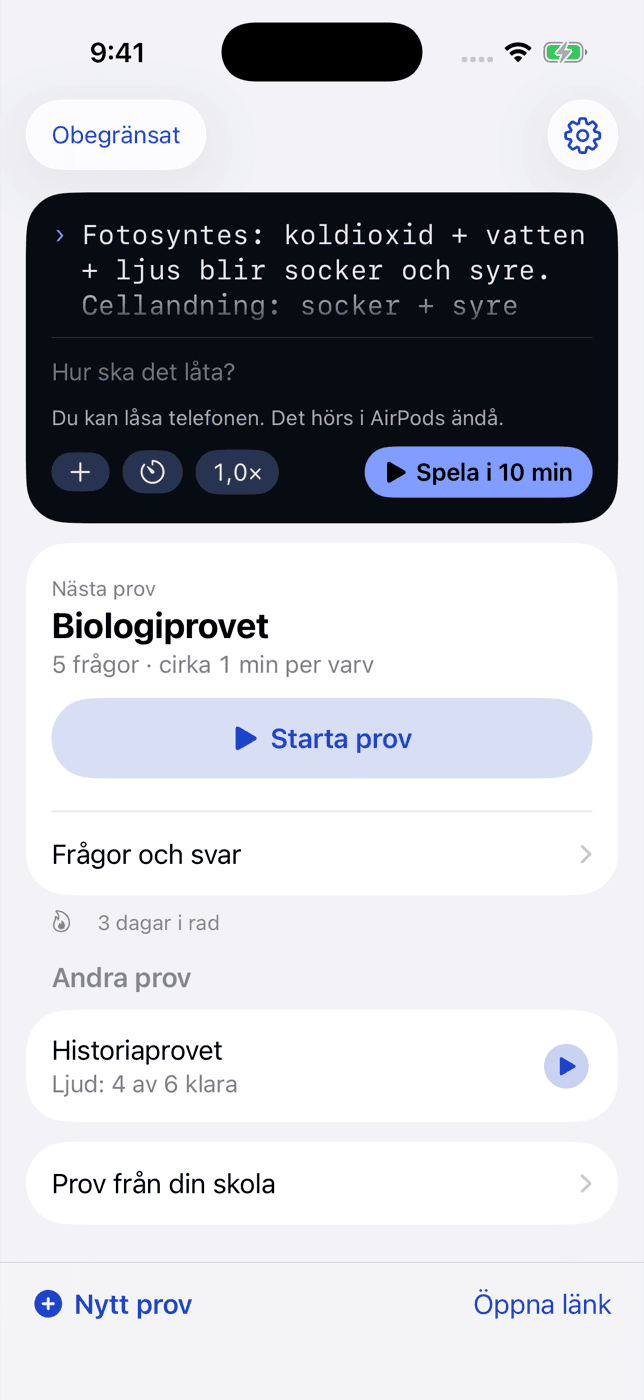 9:41
Obegränsat
› Fotosyntes: koldioxid + vatten
+ ljus blir socker och syre.
Cellandning: socker + syre
Hur ska det låta?
Du kan låsa telefonen. Det hörs i AirPods ändå.
1,0×
Spela i 10 min
Nästa prov
Biologiprovet
5 frågor · cirka 1 min per varv
Starta prov
Frågor och svar
3 dagar i rad
Andra prov
Historiaprovet
Ljud: 4 av 6 klara
Prov från din skola
Nytt prov
Öppna länk